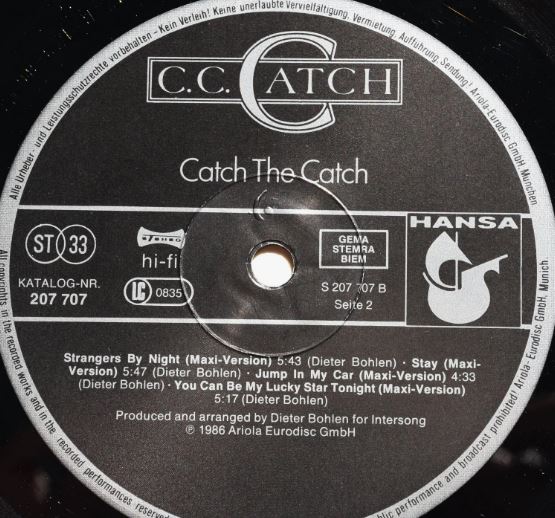 Alle Urheber- und Leistungsschutzrechte vorbehalten - Kein Verleih! Keine unerlaubte Vervielfältigung, Vermietung, Aufführung, Sendung! Ariola-Eurodisc GmbH München
C.C. CATCH
Catch The Catch
ST 33
STEREO
hi-fi
KATALOG-NR.
207 707
LC 0835
GEMA
STEMRA
BIEM
S 207 707 B
Seite 2
HANSA
Strangers By Night (Maxi-Version) 5:43 (Dieter Bohlen) · Stay (Maxi-
Version) 5:47 (Dieter Bohlen) · Jump In My Car (Maxi-Version) 4:33
(Dieter Bohlen) · You Can Be My Lucky Star Tonight (Maxi-Version)
5:17 (Dieter Bohlen)
Produced and arranged by Dieter Bohlen for Intersong
℗ 1986 Ariola Eurodisc GmbH
All copyrights in the recorded works and in the recorded performances reserved
public performance and broadcast prohibited! Ariola-Eurodisc GmbH, Munich